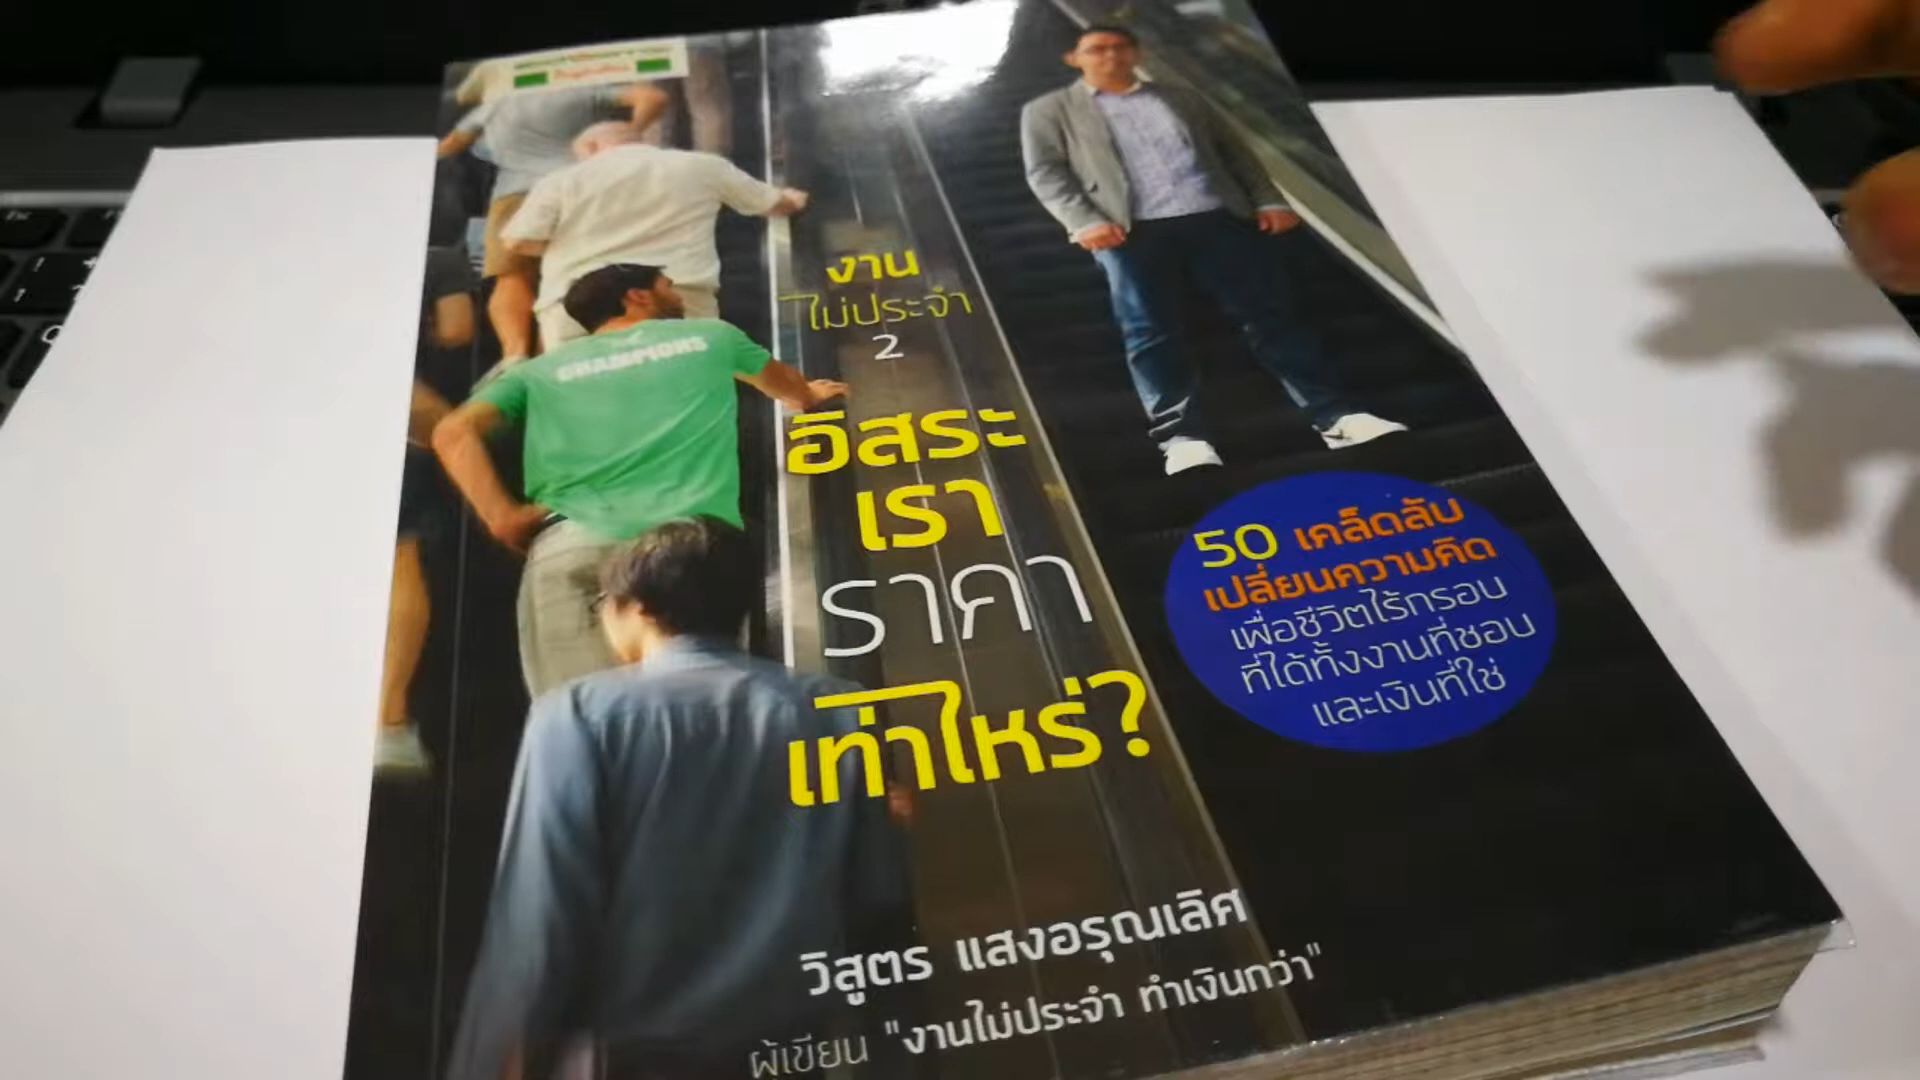 CHAMPIONS
งาน
ไม่ประจำ
2
อิสระ
เรา
ราคา
เท่าไหร่?
50 เคล็ดลับ
เปลี่ยนความคิด
เพื่อชีวิตไร้กรอบ
ที่ได้ทั้งงานที่ชอบ
และเงินที่ใช่
วิสูตร แสงอรุณเลิศ
ผู้เขียน "งานไม่ประจำ ทำเงินกว่า"